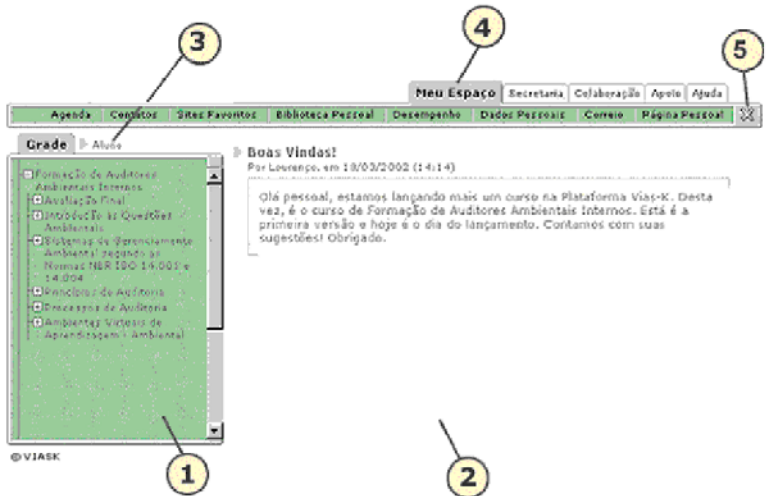 3
4
5
Meu Espaço Secretaria Colaboração Apoio Ajuda
Agenda Contatos Sites Favoritos Biblioteca Pessoal Desempenho Dados Pessoais Correio Página Pessoal
Grade Aluno
Formação de Auditores
Ambientais Internos
Avaliação Final
Introdução às Questões
Ambientais
Sistemas de Gerenciamento
Ambiental segundo as
Normas NBR ISO 14.001 e
14.004
Princípios de Auditoria
Processos de Auditoria
Ambientes Virtuais de
Aprendizagem - Ambiental
Boas Vindas!
Por Lourenço, em 18/03/2002 (14:14)
Olá pessoal, estamos lançando mais um curso na Plataforma Vias-K. Desta
vez, é o curso de Formação de Auditores Ambientais Internos. Está é a
primeira versão e hoje é o dia do lançamento. Contamos com suas
sugestões! Obrigado.
©VIASK
1
2